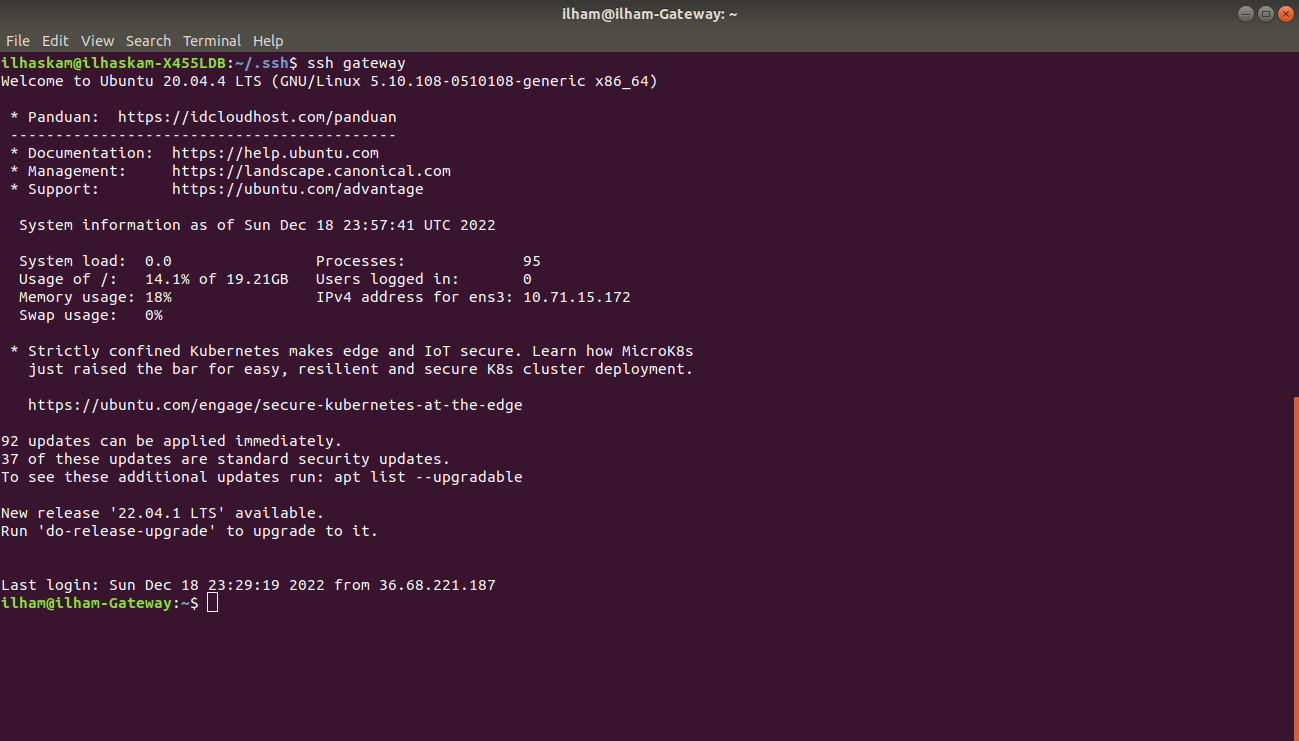 ilham@ilham-Gateway: ~
File Edit View Search Terminal Help
ilhaskam@ilhaskam-X455LDB:~/.ssh$ ssh gateway
Welcome to Ubuntu 20.04.4 LTS (GNU/Linux 5.10.108-0510108-generic x86_64)
* Panduan: https://idcloudhost.com/panduan
-------------------------------------------
* Documentation: https://help.ubuntu.com
* Management: https://landscape.canonical.com
* Support: https://ubuntu.com/advantage
System information as of Sun Dec 18 23:57:41 UTC 2022
System load: 0.0 Processes: 95
Usage of /: 14.1% of 19.21GB Users logged in: 0
Memory usage: 18% IPv4 address for ens3: 10.71.15.172
Swap usage: 0%
* Strictly confined Kubernetes makes edge and IoT secure. Learn how MicroK8s
just raised the bar for easy, resilient and secure K8s cluster deployment.
https://ubuntu.com/engage/secure-kubernetes-at-the-edge
92 updates can be applied immediately.
37 of these updates are standard security updates.
To see these additional updates run: apt list --upgradable
New release '22.04.1 LTS' available.
Run 'do-release-upgrade' to upgrade to it.
Last login: Sun Dec 18 23:29:19 2022 from 36.68.221.187
ilham@ilham-Gateway:~$